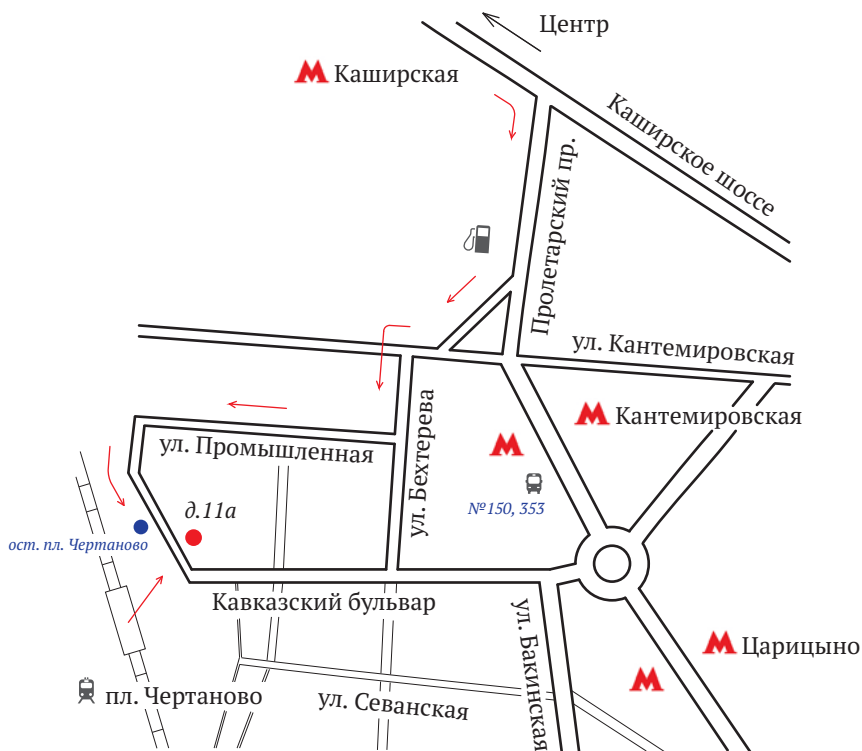 Центр
Каширская
Каширское шоссе
Пролетарский пр.
ул. Кантемировская
Кантемировская
ул. Бехтерева
ул. Промышленная
№150, 353
д.11а
ост. пл. Чертаново
Кавказский бульвар
ул. Бакинская
Царицыно
пл. Чертаново
ул. Севанская